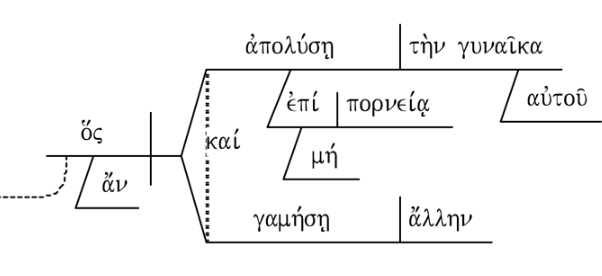 ἀπολύσῃ τὴν γυναῖκα
ἐπί πορνείᾳ αὐτοῦ
ὅς καί
ἄν μή
γαμήσῃ ἄλλην